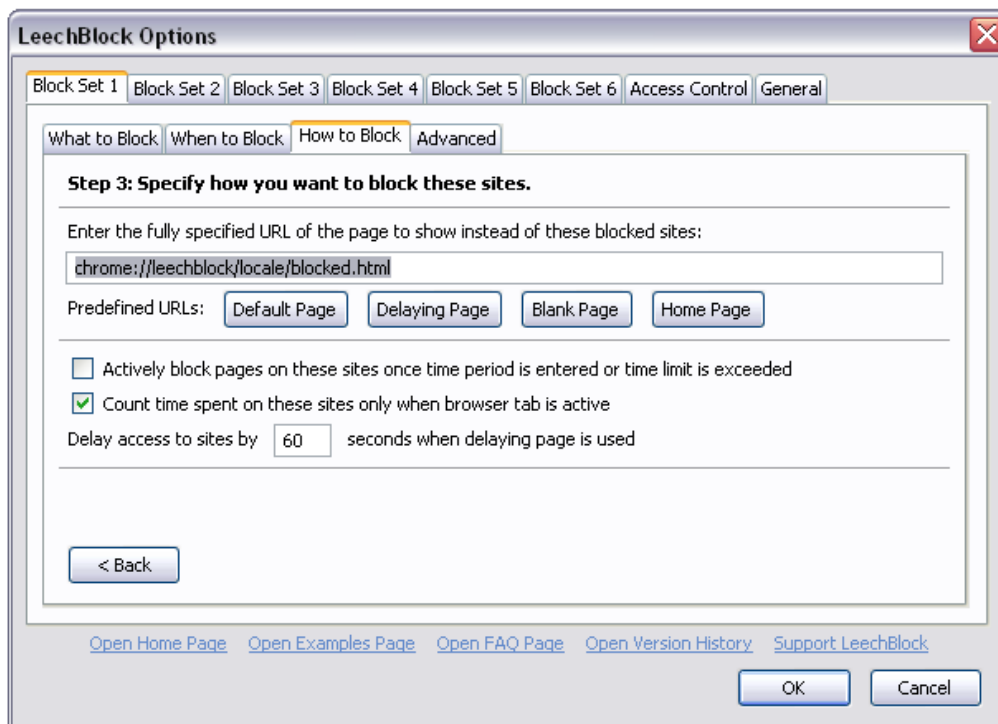 LeechBlock Options
Block Set 1 Block Set 2 Block Set 3 Block Set 4 Block Set 5 Block Set 6 Access Control General
What to Block When to Block How to Block Advanced
Step 3: Specify how you want to block these sites.
Enter the fully specified URL of the page to show instead of these blocked sites:
chrome://leechblock/locale/blocked.html
Predefined URLs: Default Page Delaying Page Blank Page Home Page
Actively block pages on these sites once time period is entered or time limit is exceeded
Count time spent on these sites only when browser tab is active
Delay access to sites by 60 seconds when delaying page is used
< Back
Open Home Page Open Examples Page Open FAQ Page Open Version History Support LeechBlock
OK Cancel